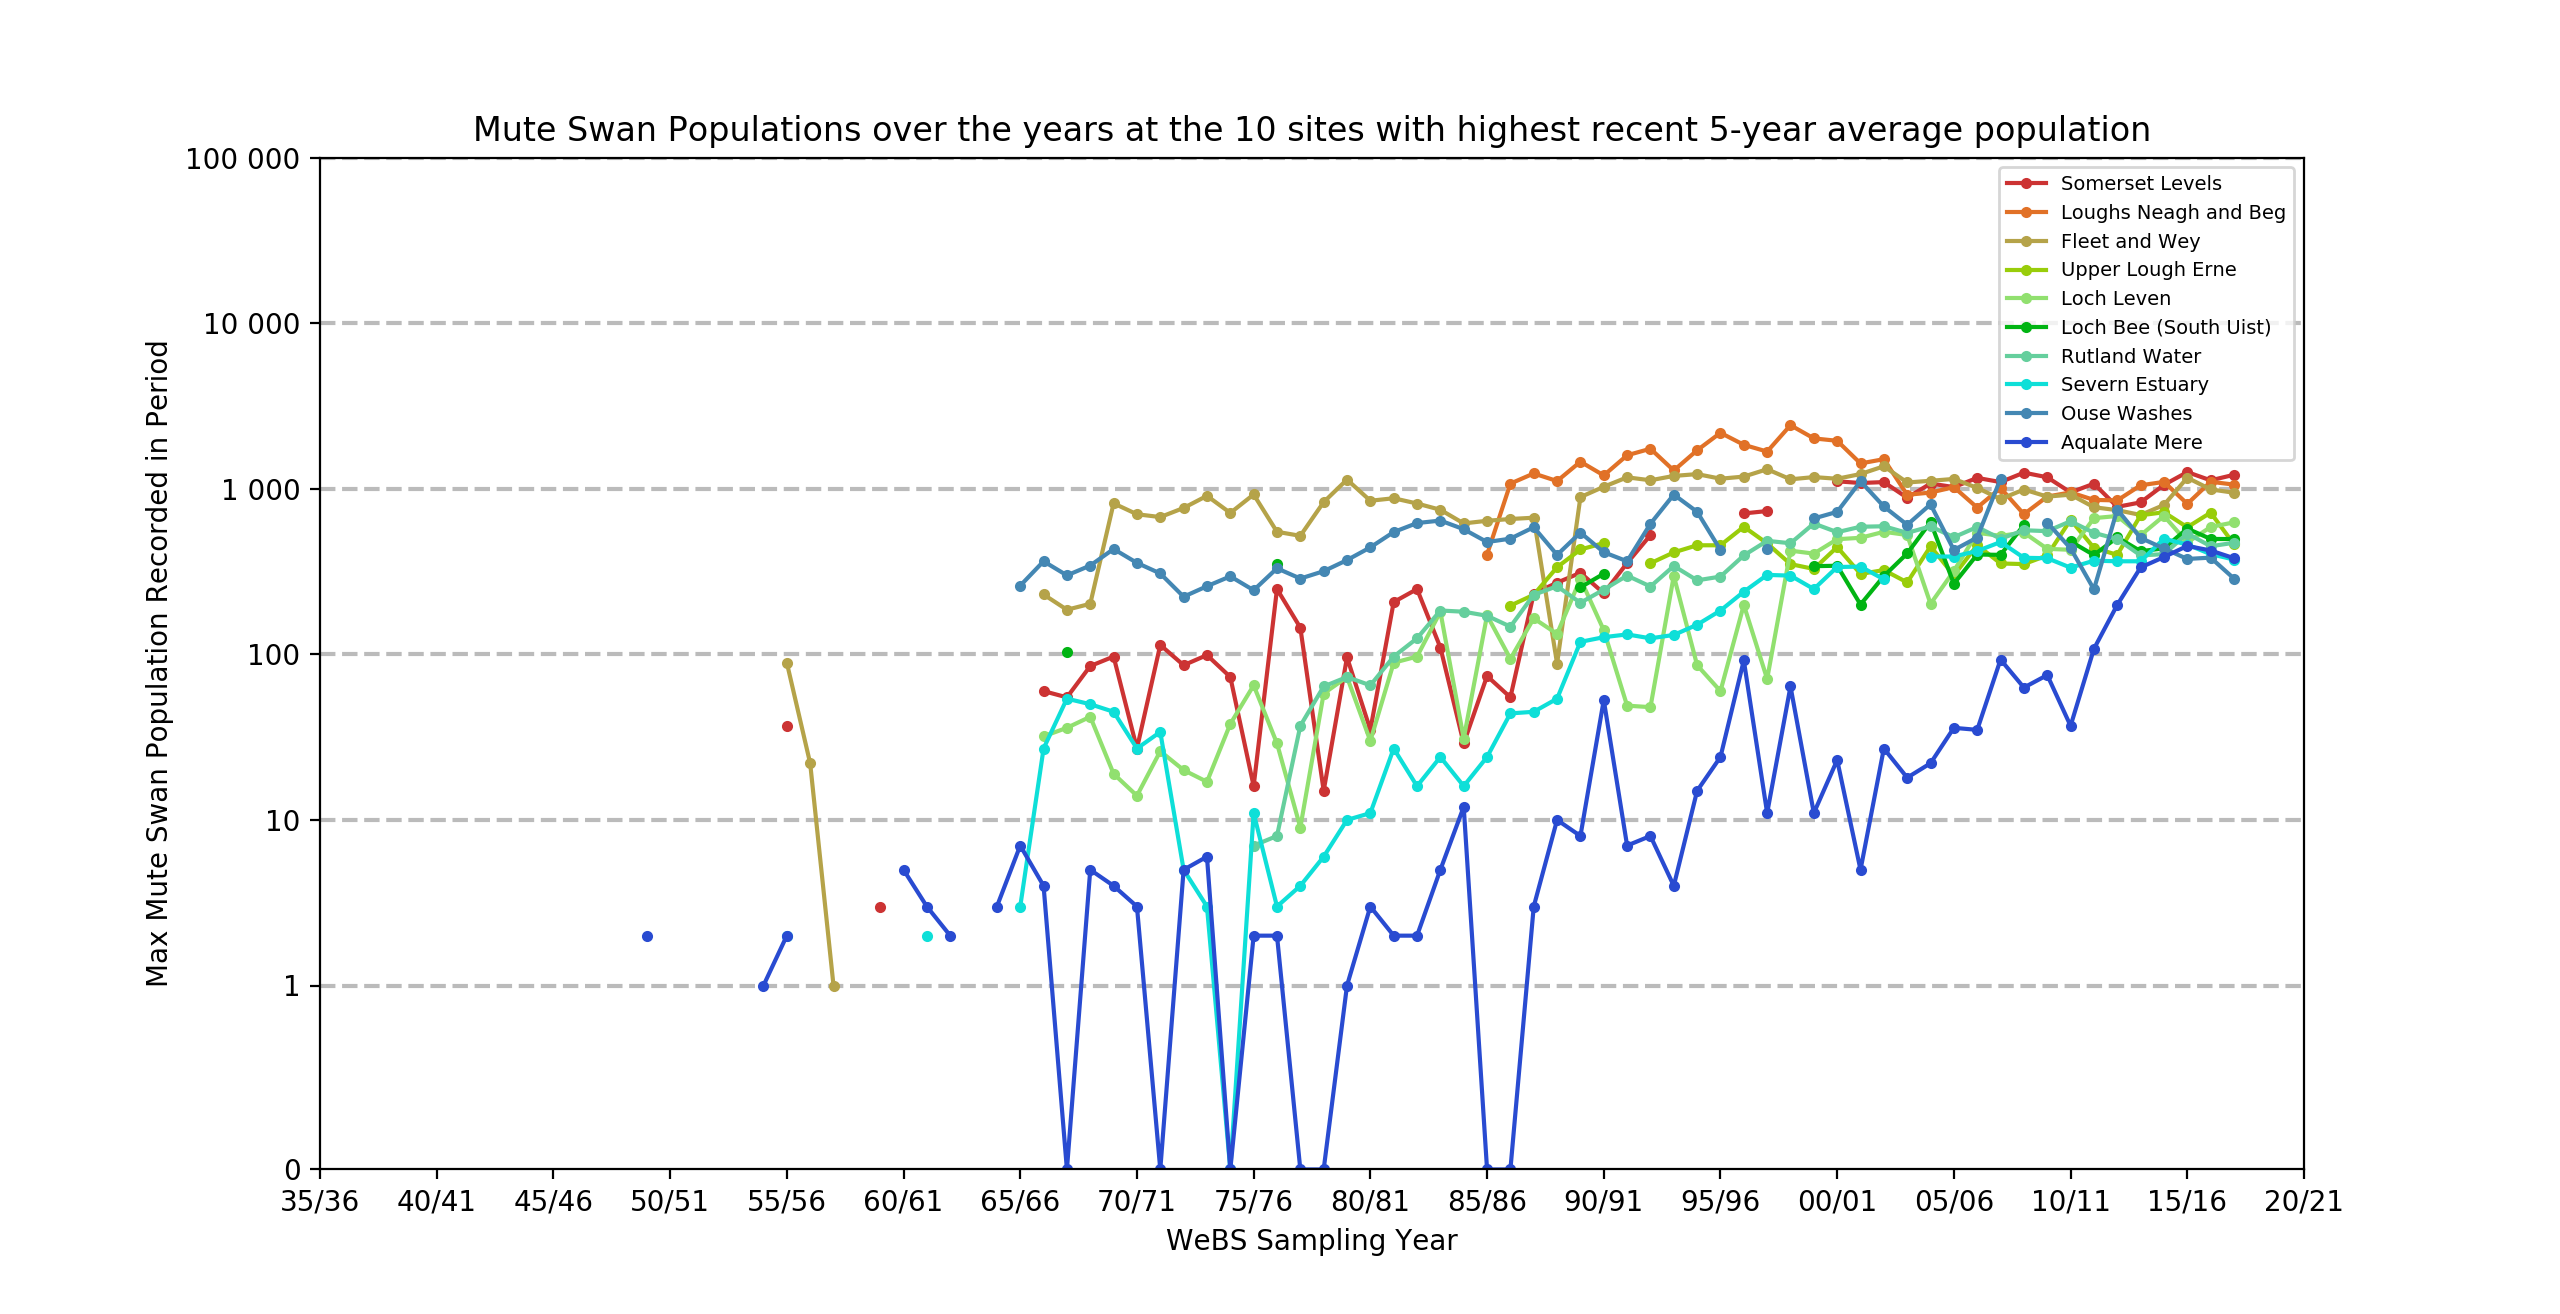 Mute Swan Populations over the years at the 10 sites with highest recent 5-year average population
Max Mute Swan Population Recorded in Period
100 000
10 000
1 000
100
10
1
0
Somerset Levels
Loughs Neagh and Beg
Fleet and Wey
Upper Lough Erne
Loch Leven
Loch Bee (South Uist)
Rutland Water
Severn Estuary
Ouse Washes
Aqualate Mere
35/36 40/41 45/46 50/51 55/56 60/61 65/66 70/71 75/76 80/81 85/86 90/91 95/96 00/01 05/06 10/11 15/16 20/21
WeBS Sampling Year